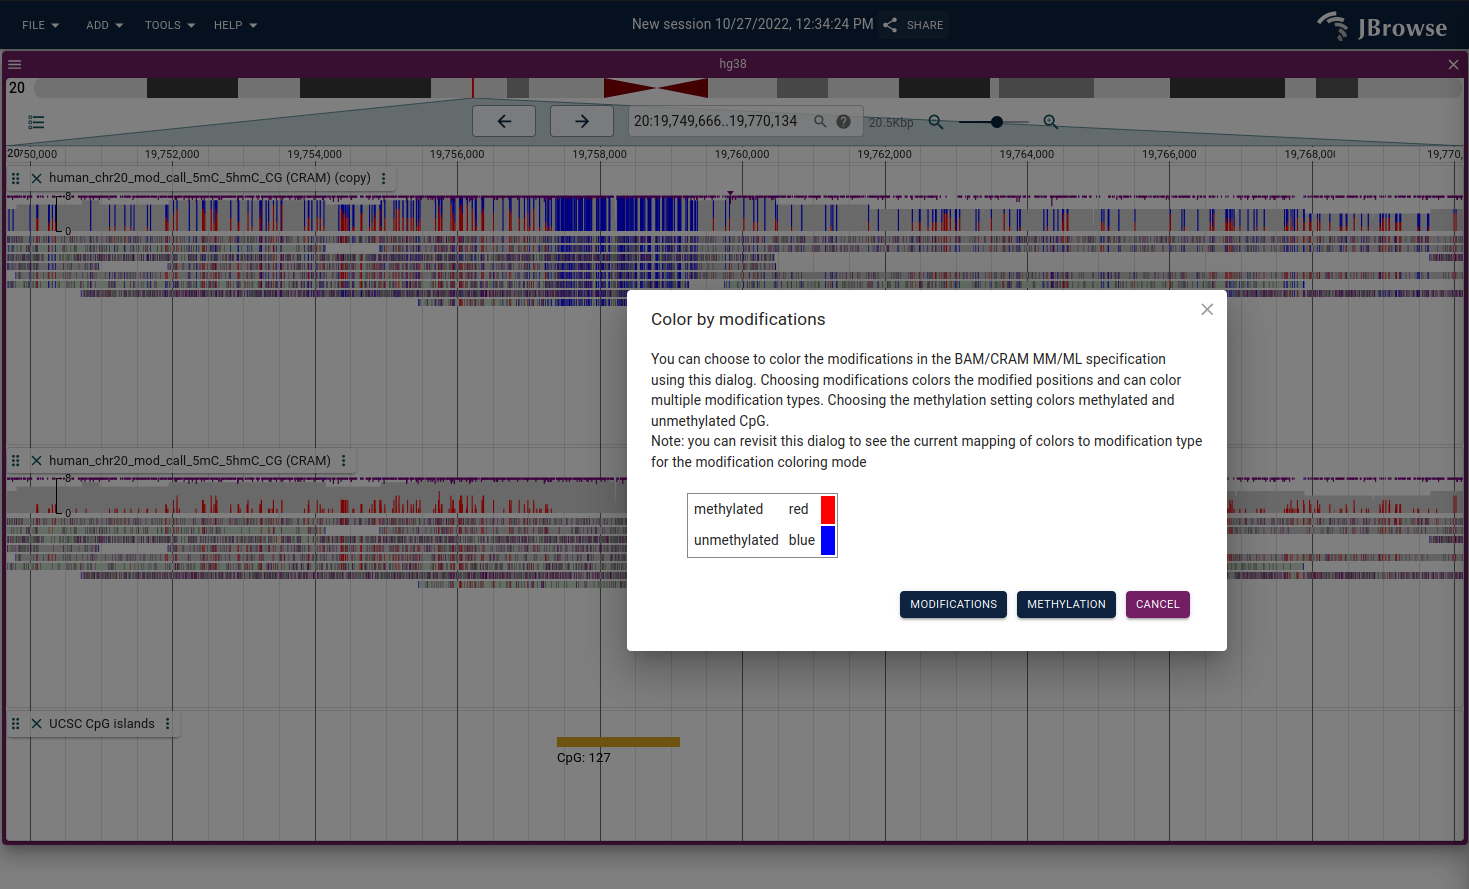 FILE ADD TOOLS HELP New session 10/27/2022, 12:34:24 PM SHARE JBrowse
hg38
20
20:19,749,666..19,770,134 20.5Kbp
20 750,000 19,752,000 19,754,000 19,756,000 19,758,000 19,760,000 19,762,000 19,764,000 19,766,000 19,768,000 19,770,
human_chr20_mod_call_5mC_5hmC_CG (CRAM) (copy)
8
0
Color by modifications
You can choose to color the modifications in the BAM/CRAM MM/ML specification
using this dialog. Choosing modifications colors the modified positions and can color
multiple modification types. Choosing the methylation setting colors methylated and
unmethylated CpG.
Note: you can revisit this dialog to see the current mapping of colors to modification type
for the modification coloring mode
methylated red
unmethylated blue
MODIFICATIONS METHYLATION CANCEL
human_chr20_mod_call_5mC_5hmC_CG (CRAM)
8
0
UCSC CpG islands
CpG: 127